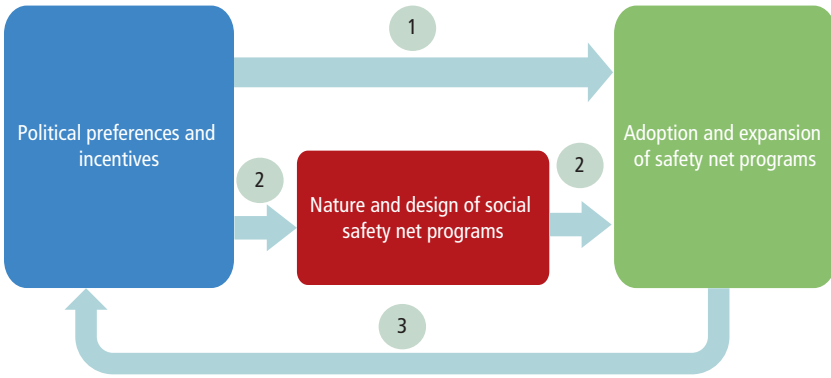 1
Political preferences and
incentives
Adoption and expansion
of safety net programs
2
2
Nature and design of social
safety net programs
3